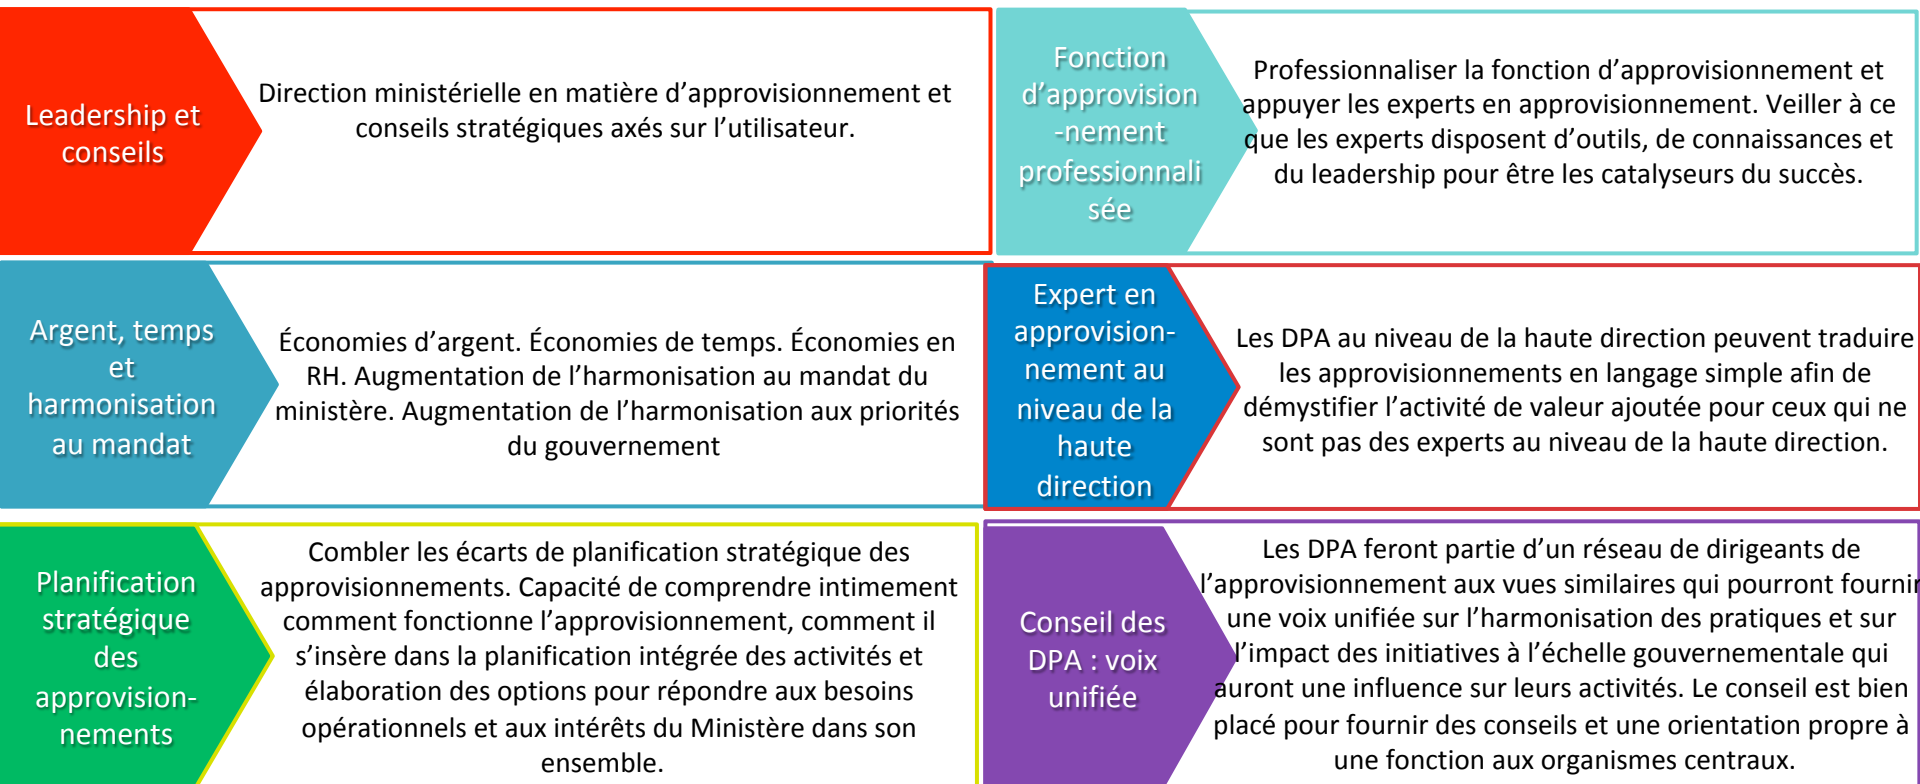 Leadership et
conseils
Direction ministérielle en matière d’approvisionnement et
conseils stratégiques axés sur l’utilisateur.
Fonction
d’approvision
-nement
professionnali
sée
Professionnaliser la fonction d’approvisionnement et
appuyer les experts en approvisionnement. Veiller à ce
que les experts disposent d’outils, de connaissances et
du leadership pour être les catalyseurs du succès.
Argent, temps
et
harmonisation
au mandat
Économies d’argent. Économies de temps. Économies en
RH. Augmentation de l’harmonisation au mandat du
ministère. Augmentation de l’harmonisation aux priorités
du gouvernement
Expert en
approvision-
nement au
niveau de la
haute
direction
Les DPA au niveau de la haute direction peuvent traduire
les approvisionnements en langage simple afin de
démystifier l’activité de valeur ajoutée pour ceux qui ne
sont pas des experts au niveau de la haute direction.
Planification
stratégique
des
approvision-
nements
Combler les écarts de planification stratégique des
approvisionnements. Capacité de comprendre intimement
comment fonctionne l’approvisionnement, comment il
s’insère dans la planification intégrée des activités et
élaboration des options pour répondre aux besoins
opérationnels et aux intérêts du Ministère dans son
ensemble.
Conseil des
DPA : voix
unifiée
Les DPA feront partie d’un réseau de dirigeants de
l’approvisionnement aux vues similaires qui pourront fournir
une voix unifiée sur l’harmonisation des pratiques et sur
l’impact des initiatives à l’échelle gouvernementale qui
auront une influence sur leurs activités. Le conseil est bien
placé pour fournir des conseils et une orientation propre à
une fonction aux organismes centraux.